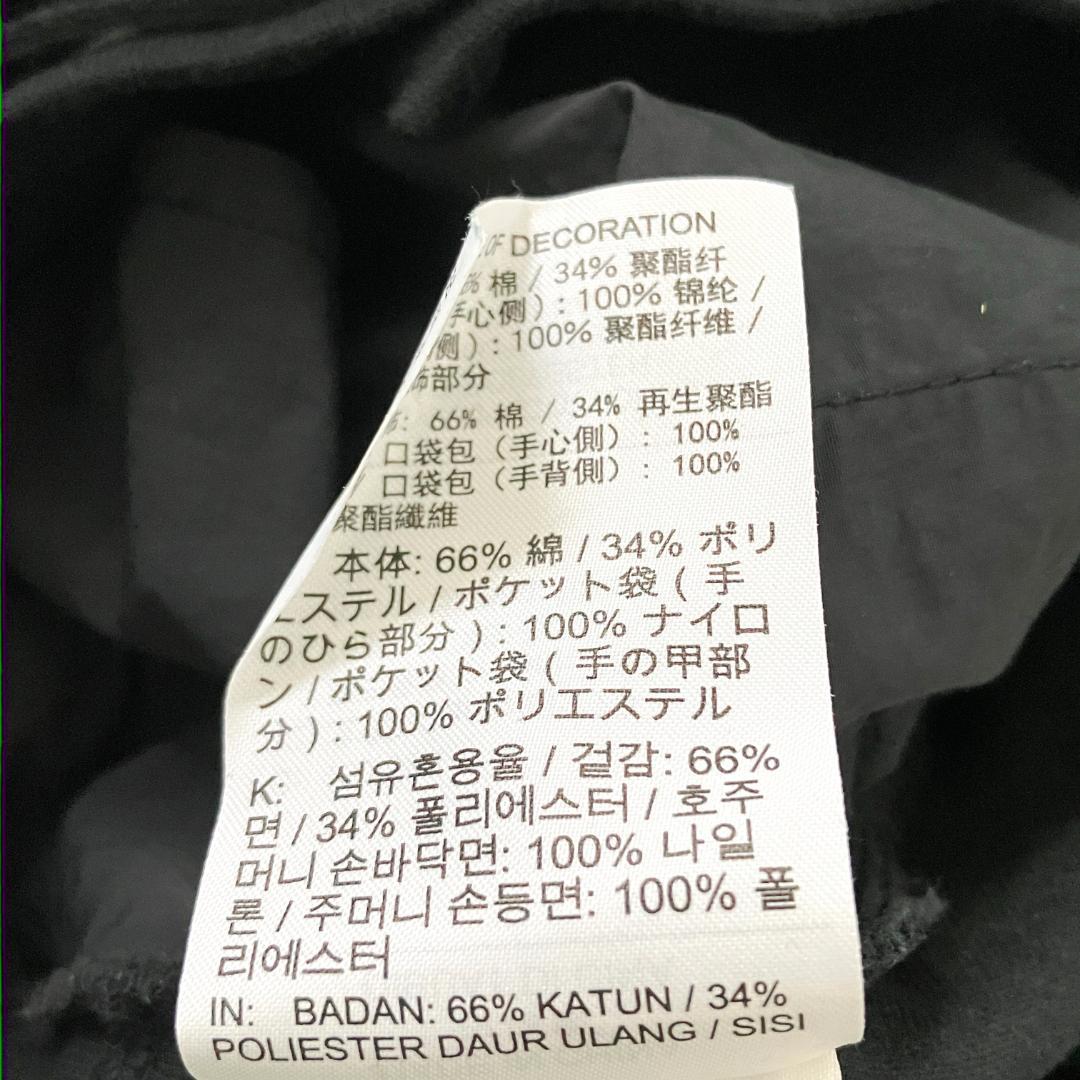 OF DECORATION
棉 / 34% 聚酯纤
手心侧）: 100% 锦纶 /
侧）: 100% 聚酯纤维 /
饰部分
66% 棉 / 34% 再生聚酯
口袋包（手心側）: 100%
/ 口袋包（手背側）: 100%
聚酯纖維
本体: 66% 綿 / 34% ポリ
エステル / ポケット袋 ( 手
のひら部分 ) : 100% ナイロ
ン / ポケット袋 ( 手の甲部
分 ) : 100% ポリエステル
K: 섬유혼용율 / 겉감: 66%
면 / 34% 폴리에스터 / 호주
머니 손바닥면: 100% 나일
론 / 주머니 손등면: 100% 폴
리에스터
IN: BADAN: 66% KATUN / 34%
POLIESTER DAUR ULANG / SISI